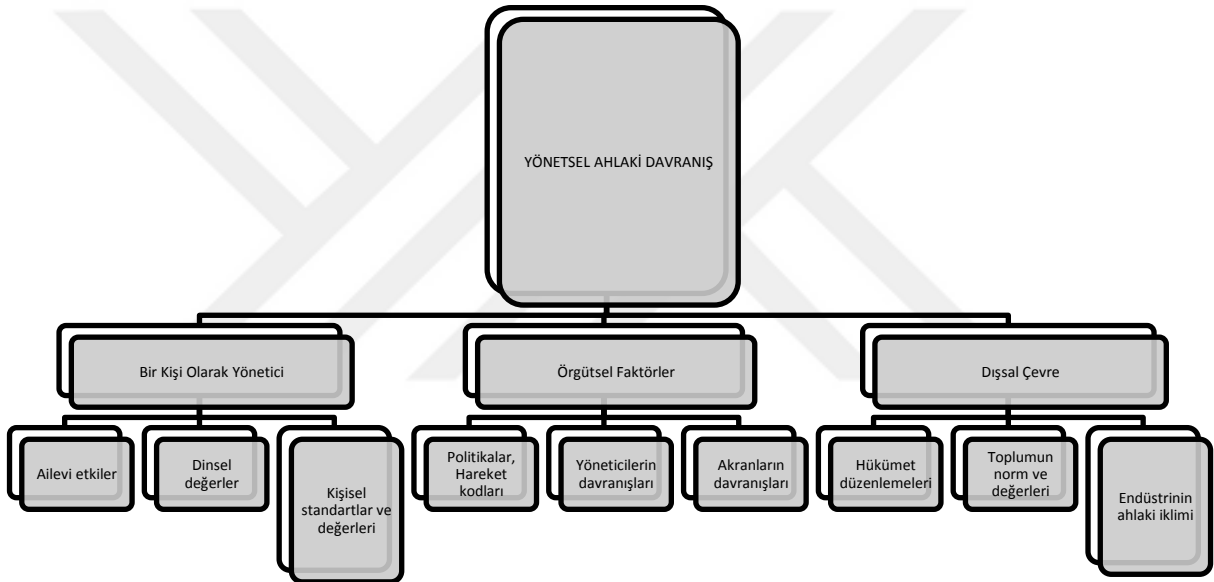 YÖNETSEL AHLAKİ DAVRANIŞ
Bir Kişi Olarak Yönetici
Örgütsel Faktörler
Dışsal Çevre
Ailevi etkiler
Dinsel
değerler
Kişisel
standartlar ve
değerleri
Politikalar,
Hareket
kodları
Yöneticilerin
davranışları
Akranların
davranışları
Hükümet
düzenlemeleri
Toplumun
norm ve
değerleri
Endüstrinin
ahlaki iklimi